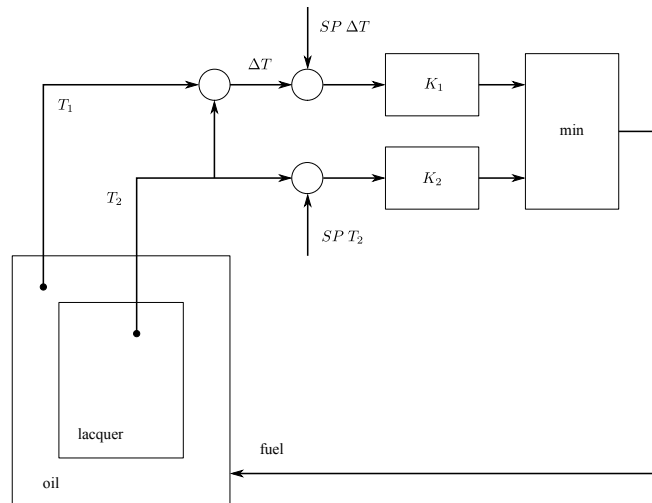 SP ΔT
ΔT
K₁
T₁
min
K₂
T₂
SP T₂
lacquer
fuel
oil